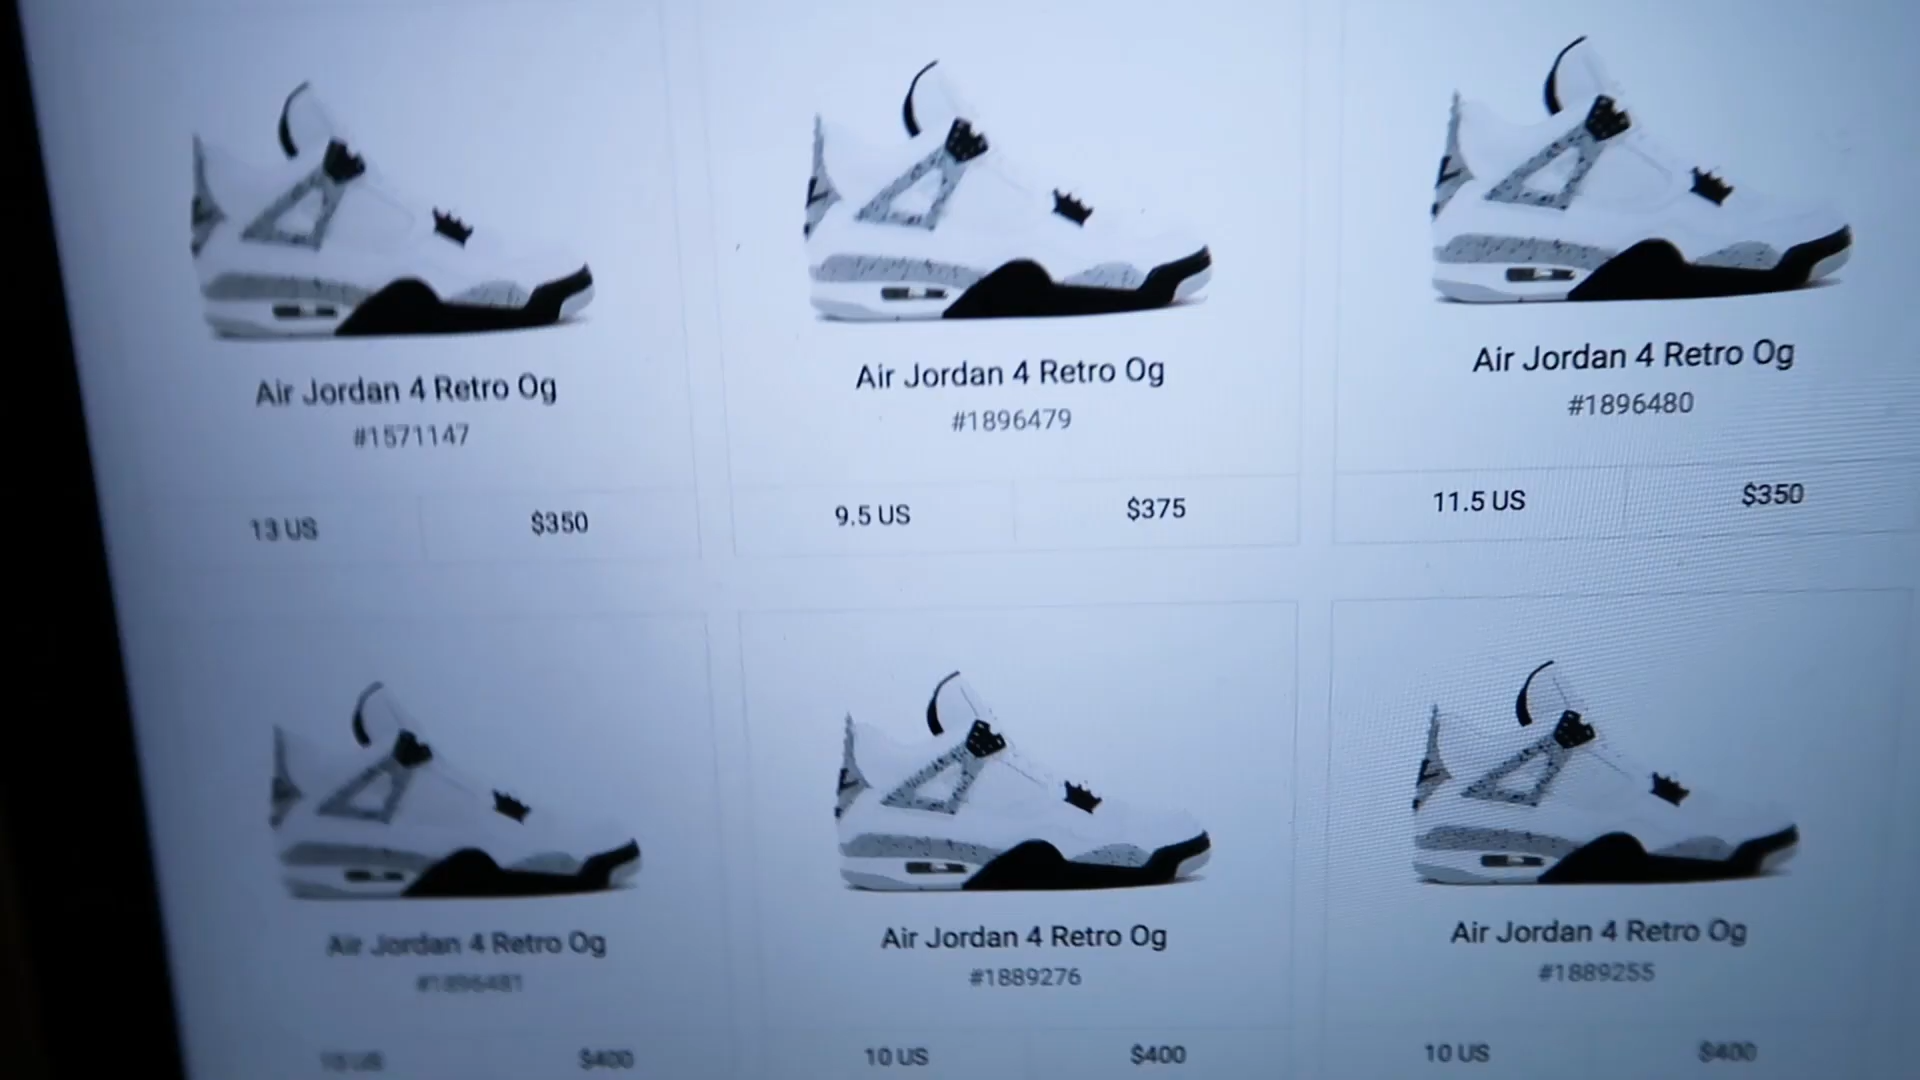 Air Jordan 4 Retro Og
#1571147
13 US
$350
Air Jordan 4 Retro Og
#1896479
9.5 US
$375
Air Jordan 4 Retro Og
#1896480
11.5 US
$350
Air Jordan 4 Retro Og
#1896481
$400
Air Jordan 4 Retro Og
#1889276
10 US
$400
Air Jordan 4 Retro Og
#1889255
10 US
$400